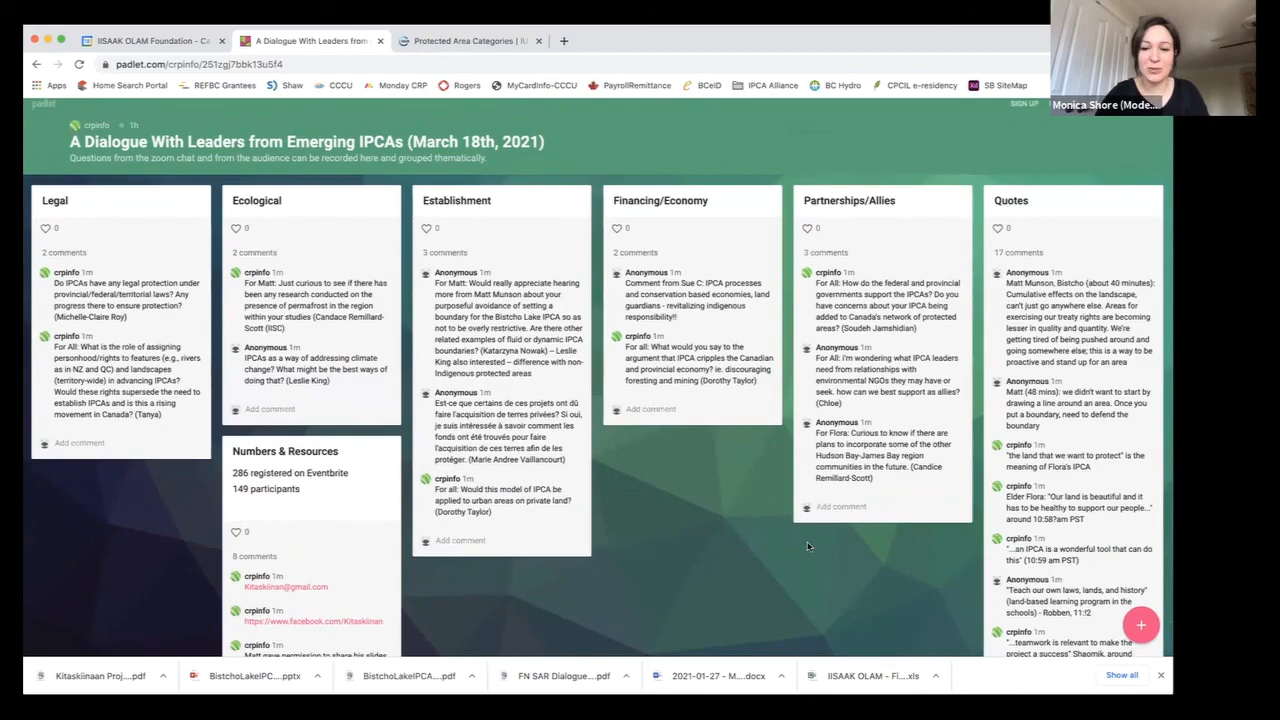 IISAAK OLAM Foundation - Ca
A Dialogue With Leaders from
Protected Area Categories | IU
padlet.com/crpinfo/251zgj7bbk13u5f4
Apps
Home Search Portal
REFBC Grantees
Shaw
CCCU
Monday CRP
Rogers
MyCardInfo-CCCU
PayrollRemittance
BCeiD
IPCA Alliance
BC Hydro
CPCIL e-residency
SB SiteMap
Monica Shore (Mode...
padlet
SIGN UP
crpinfo 1h
A Dialogue With Leaders from Emerging IPCAs (March 18th, 2021)
Questions from the zoom chat and from the audience can be recorded here and grouped thematically.
Legal
0
2 comments
crpinfo 1m
Do IPCAs have any legal protection under
provincial/federal/territorial laws? Any
progress there to ensure protection?
(Michelle-Claire Roy)
crpinfo 1m
For All: What is the role of assigning
personhood/rights to features (e.g., rivers
as in NZ and QC) and landscapes
(territory-wide) in advancing IPCAs?
Would these rights supersede the need to
establish IPCAs and is this a rising
movement in Canada? (Tanya)
Add comment
Ecological
0
2 comments
crpinfo 1m
For Matt: Just curious to see if there has
been any research conducted on the
presence of permafrost in the region
within your studies (Candace Remillard-
Scott (IISC)
Anonymous 1m
IPCAs as a way of addressing climate
change? What might be the best ways of
doing that? (Leslie King)
Add comment
Numbers & Resources
286 registered on Eventbrite
149 participants
0
8 comments
crpinfo 1m
Kitaskiinan@gmail.com
crpinfo 1m
https://www.facebook.com/Kitaskiinan
crpinfo 1m
Matt gave permission to share his slides
Establishment
0
3 comments
Anonymous 1m
For Matt: Would really appreciate hearing
more from Matt Munson about your
purposeful avoidance of setting a
boundary for the Bistcho Lake IPCA so as
not to be overly restrictive. Are there other
related examples of fluid or dynamic IPCA
boundaries? (Katarzyna Nowak) – Leslie
King also interested – difference with non-
Indigenous protected areas
Anonymous 1m
Est-ce que certains de ces projets ont dû
faire l'acquisition de terres privées? Si oui,
je suis intéressée à savoir comment les
fonds ont été trouvés pour faire
l'acquisition de ces terres afin de les
protéger. (Marie Andree Vaillancourt)
crpinfo 1m
For all: Would this model of IPCA be
applied to urban areas on private land?
(Dorothy Taylor)
Add comment
Financing/Economy
0
2 comments
Anonymous 1m
Comment from Sue C: IPCA processes
and conservation based economies, land
guardians - revitalizing indigenous
responsibility!!
crpinfo 1m
For all: What would you say to the
argument that IPCA cripples the Canadian
and provincial economy? ie. discouraging
foresting and mining (Dorothy Taylor)
Add comment
Partnerships/Allies
0
3 comments
crpinfo 1m
For All: How do the federal and provincial
governments support the IPCAs? Do you
have concerns about your IPCA being
added to Canada's network of protected
areas? (Soudeh Jamshidian)
Anonymous 1m
For All: i'm wondering what IPCA leaders
need from relationships with
environmental NGOs they may have or
seek. how can we best support as allies?
(Chloe)
Anonymous 1m
For Flora: Curious to know if there are
plans to incorporate some of the other
Hudson Bay-James Bay region
communities in the future. (Candice
Remillard-Scott)
Add comment
Quotes
0
17 comments
Anonymous 1m
Matt Munson, Bistcho (about 40 minutes):
Cumulative effects on the landscape,
can't just go anywhere else. Areas for
exercising our treaty rights are becoming
lesser in quality and quantity. We're
getting tired of being pushed around and
going somewhere else; this is a way to be
proactive and stand up for an area
Anonymous 1m
Matt (48 mins): we didn't want to start by
drawing a line around an area. Once you
put a boundary, need to defend the
boundary
crpinfo 1m
"the land that we want to protect" is the
meaning of Flora's IPCA
crpinfo 1m
Elder Flora: "Our land is beautiful and it
has to be healthy to support our people..."
around 10:58?am PST
crpinfo 1m
"...an IPCA is a wonderful tool that can do
this" (10:59 am PST)
Anonymous 1m
"Teach our own laws, lands, and history"
(land-based learning program in the
schools) - Robben, 11:!2
crpinfo 1m
"...teamwork is relevant to make the
project a success" Shaomik, around
Kitaskiinaan Proj....pdf
BistchoLakeIPC....pptx
BistchoLakeIPCA....pdf
FN SAR Dialogue....pdf
2021-01-27 - M....docx
IISAAK OLAM - Fi....xls
Show all